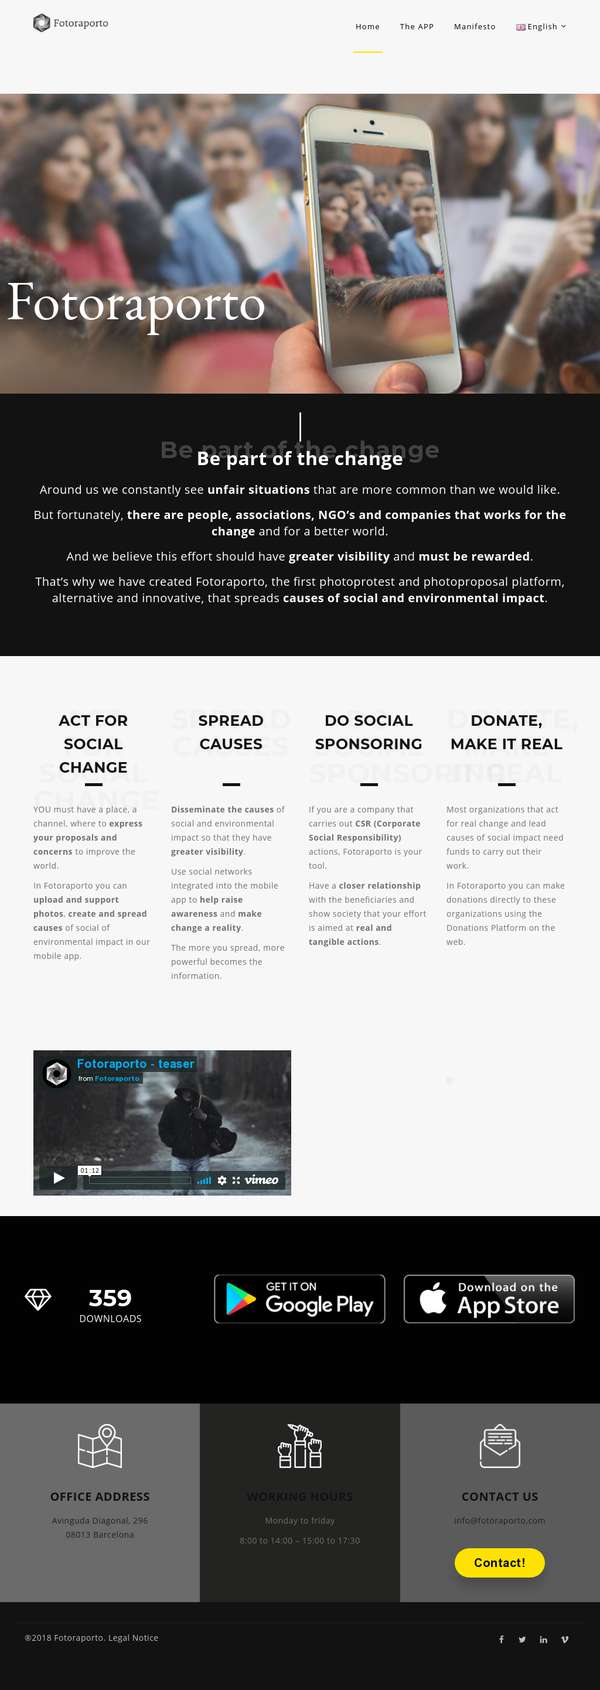 Fotoraporto
Home
The APP
Manifesto
English
Fotoraporto
Be part of the change
Be part of the change
Around us we constantly see unfair situations that are more common than we would like.
But fortunately, there are people, associations, NGO's and companies that works for the
change and for a better world.
And we believe this effort should have greater visibility and must be rewarded.
That's why we have created Fotoraporto, the first photoprotest and photoproposal platform,
alternative and innovative, that spreads causes of social and environmental impact.
ACT FOR
SOCIAL
CHANGE
YOU must have a place, a
channel, where to express
your proposals and
concerns to improve the
world.
In Fotoraporto you can
upload and support
photos, create and spread
causes of social of
environmental impact in our
mobile app.
SPREAD
CAUSES
SPREAD
CAUSES
Disseminate the causes of
social and environmental
impact so that they have
greater visibility.
Use social networks
integrated into the mobile
app to help raise
awareness and make
change a reality.
The more you spread, more
powerful becomes the
information.
DO SOCIAL
SPONSORING
If you are a company that
carries out CSR (Corporate
Social Responsibility)
actions, Fotoraporto is your
tool.
Have a closer relationship
with the beneficiaries and
show society that your effort
is aimed at real and
tangible actions.
DONATE,
MAKE IT REAL
Most organizations that act
for real change and lead
causes of social impact need
funds to carry out their
work.
In Fotoraporto you can make
donations directly to these
organizations using the
Donations Platform on the
web.
Fotoraporto - teaser
from Fotoraporto
01:12
vimeo
359
DOWNLOADS
GET IT ON
Google Play
Download on the
App Store
OFFICE ADDRESS
Avinguda Diagonal, 296
08013 Barcelona
WORKING HOURS
Monday to friday
8:00 to 14:00 – 15:00 to 17:30
CONTACT US
info@fotoraporto.com
Contact!
®2018 Fotoraporto. Legal Notice